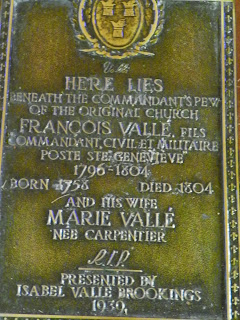 HERE LIES
BENEATH THE COMMANDANT'S PEW
OF THE ORIGINAL CHURCH
FRANÇOIS VALLÉ, FILS
COMMANDANT, CIVIL ET MILITAIRE
POSTE STE. GENEVIÈVE
1796-1804
BORN 1758 DIED 1804
AND HIS WIFE
MARIE VALLÉ
NÉE CARPENTIER
R.I.P.
PRESENTED BY
ISABEL VALLÉ BROOKINGS
1939